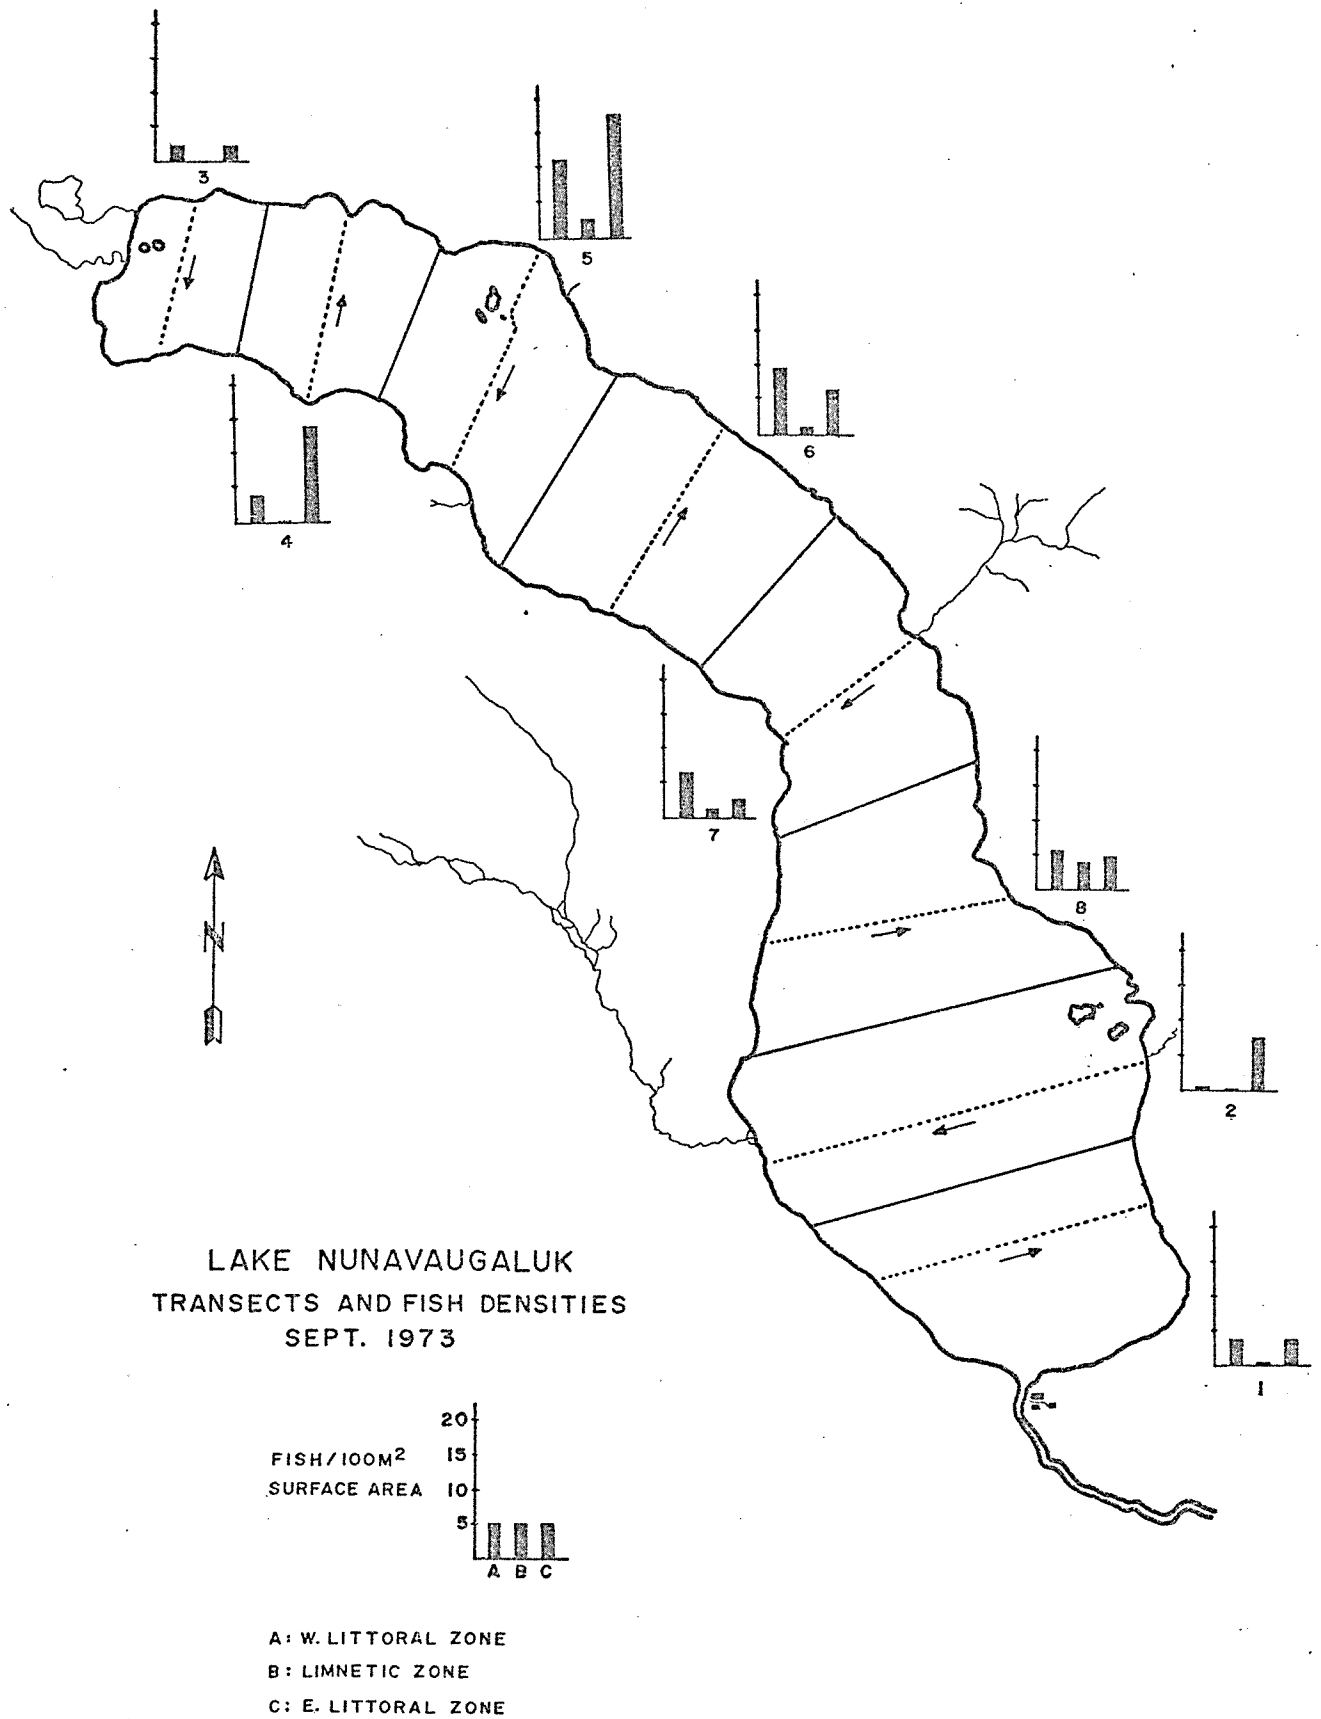 3
5
6
4
7
8
N
2
1
LAKE NUNAVAUGALUK
TRANSECTS AND FISH DENSITIES
SEPT. 1973
FISH/100M²
SURFACE AREA
20
15
10
5
A B C
A: W. LITTORAL ZONE
B: LIMNETIC ZONE
C: E. LITTORAL ZONE